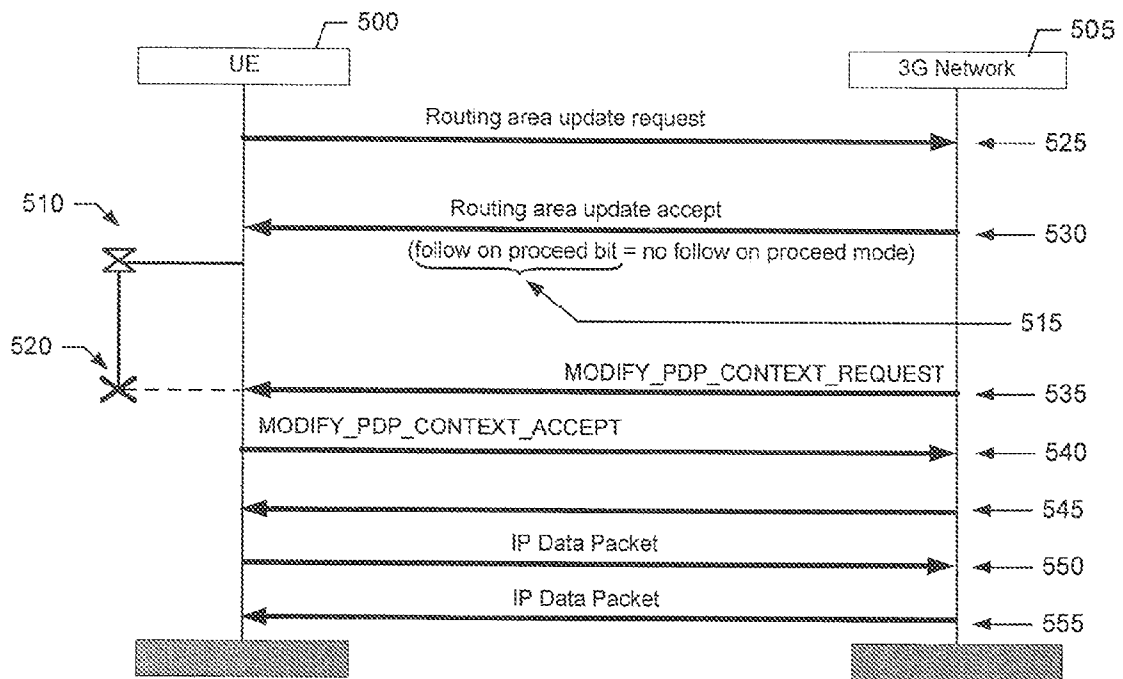 500
505
UE
3G Network
Routing area update request
525
510
Routing area update accept
530
(follow on proceed bit = no follow on proceed mode)
515
520
MODIFY_PDP_CONTEXT_REQUEST
535
MODIFY_PDP_CONTEXT_ACCEPT
540
545
IP Data Packet
550
IP Data Packet
555